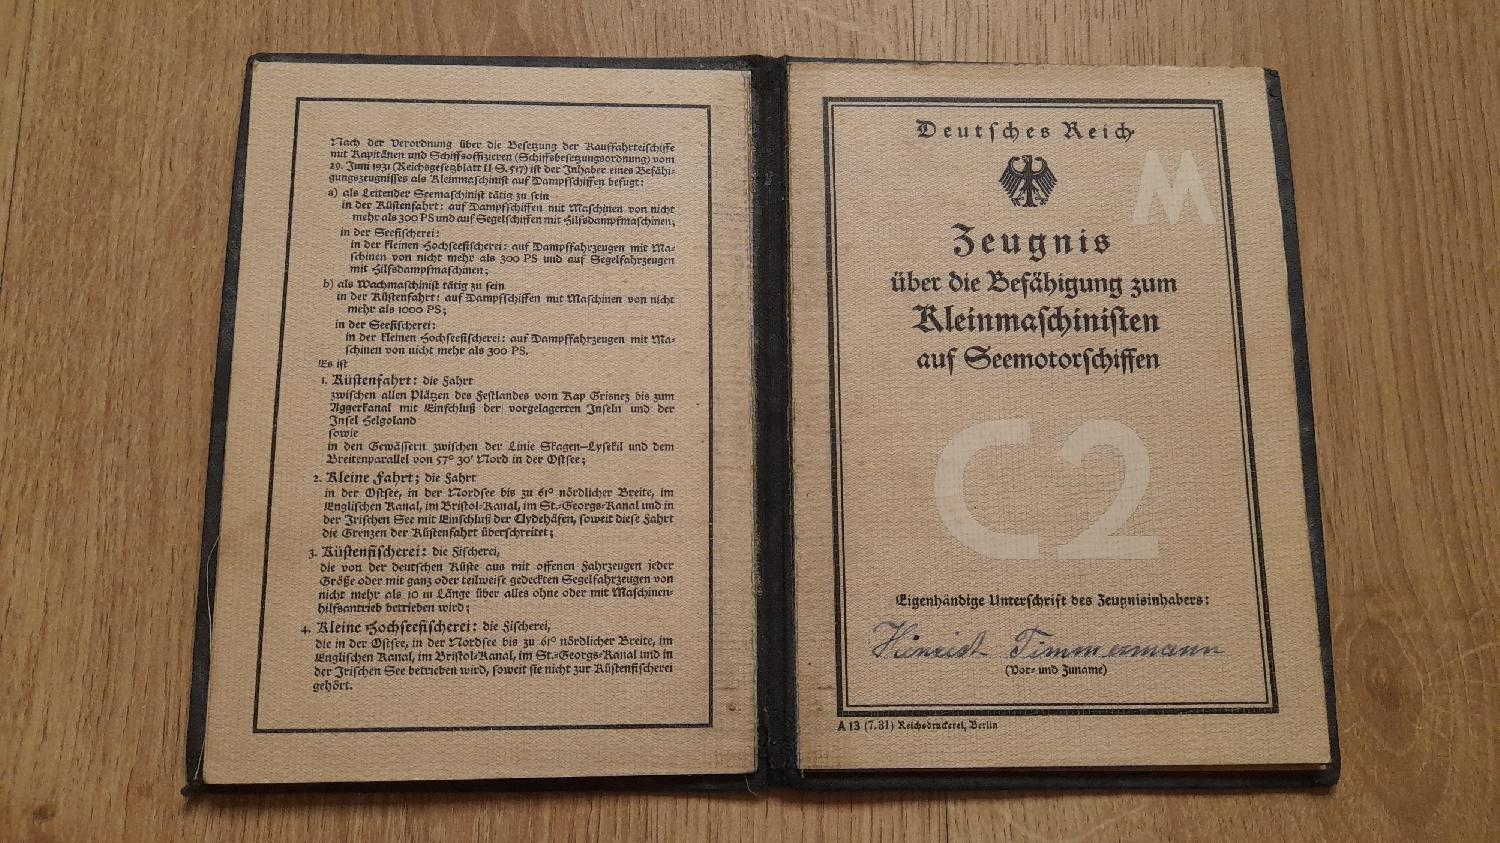 Nach der Verordnung über die Besetzung der Kauffahrteischiffe
mit Kapitänen und Schiffsoffizieren (Schiffsbesetzungsordnung) vom
29. Juni 1931 (Reichsgesetzblatt II S. 517) ist der Inhaber eines Befähi-
gungszeugnisses als Kleinmaschinist auf Dampfschiffen befugt:
a) als Leitender Seemaschinist tätig zu sein
in der Küstenfahrt: auf Dampfschiffen mit Maschinen von nicht
mehr als 300 PS und auf Segelschiffen mit Hilfsdampfmaschinen;
in der Seefischerei:
in der kleinen Hochseefischerei: auf Dampffahrzeugen mit Ma-
schinen von nicht mehr als 300 PS und auf Segelfahrzeugen
mit Hilfsdampfmaschinen;
b) als Wachmaschinist tätig zu sein
in der Küstenfahrt: auf Dampfschiffen mit Maschinen von nicht
mehr als 1000 PS;
in der Seefischerei:
in der kleinen Hochseefischerei: auf Dampffahrzeugen mit Ma-
schinen von nicht mehr als 300 PS.
Es ist
1. Küstenfahrt: die Fahrt
zwischen allen Plätzen des Festlandes vom Kap Grisnez bis zum
Aggerkanal mit Einschluß der vorgelagerten Inseln und der
Insel Helgoland
sowie
in den Gewässern zwischen der Linie Skagen—Lysekil und dem
Breitenparallel von 57° 30' Nord in der Ostsee;
2. Kleine Fahrt; die Fahrt
in der Ostsee, in der Nordsee bis zu 61° nördlicher Breite, im
Englischen Kanal, im Bristol-Kanal, im St.-Georgs-Kanal und in
der Irischen See mit Einschluß der Clydehäfen, soweit diese Fahrt
die Grenzen der Küstenfahrt überschreitet;
3. Küstenfischerei: die Fischerei,
die von der deutschen Küste aus mit offenen Fahrzeugen jeder
Größe oder mit ganz oder teilweise gedeckten Segelfahrzeugen von
nicht mehr als 10 m Länge über alles ohne oder mit Maschinen-
hilfsantrieb betrieben wird;
4. Kleine Hochseefischerei: die Fischerei,
die in der Ostsee, in der Nordsee bis zu 61° nördlicher Breite, im
Englischen Kanal, im Bristol-Kanal, im St.-Georgs-Kanal und in
der Irischen See betrieben wird, soweit sie nicht zur Küstenfischerei
gehört.
Deutsches Reich
M
Zeugnis
über die Befähigung zum
Kleinmaschinisten
auf Seemotorschiffen
C2
Eigenhändige Unterschrift des Zeugnisinhabers:
Hinrich Timmermann
(Vor- und Zuname)
A 13 (7.31) Reichsdruckerei, Berlin